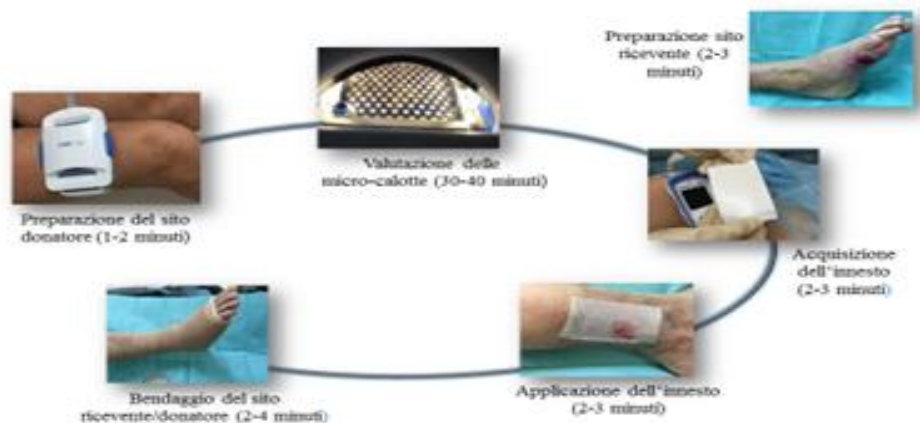 Preparazione del sito
donatore (1-2 minuti)
Valutazione delle
micro-calotte (30-40 minuti)
Preparazione sito
ricevente (2-3
minuti)
Acquisizione
dell'innesto
(2-3 minuti)
Applicazione dell'innesto
(2-3 minuti)
Bendaggio del sito
ricevente/donatore (2-4 minuti)